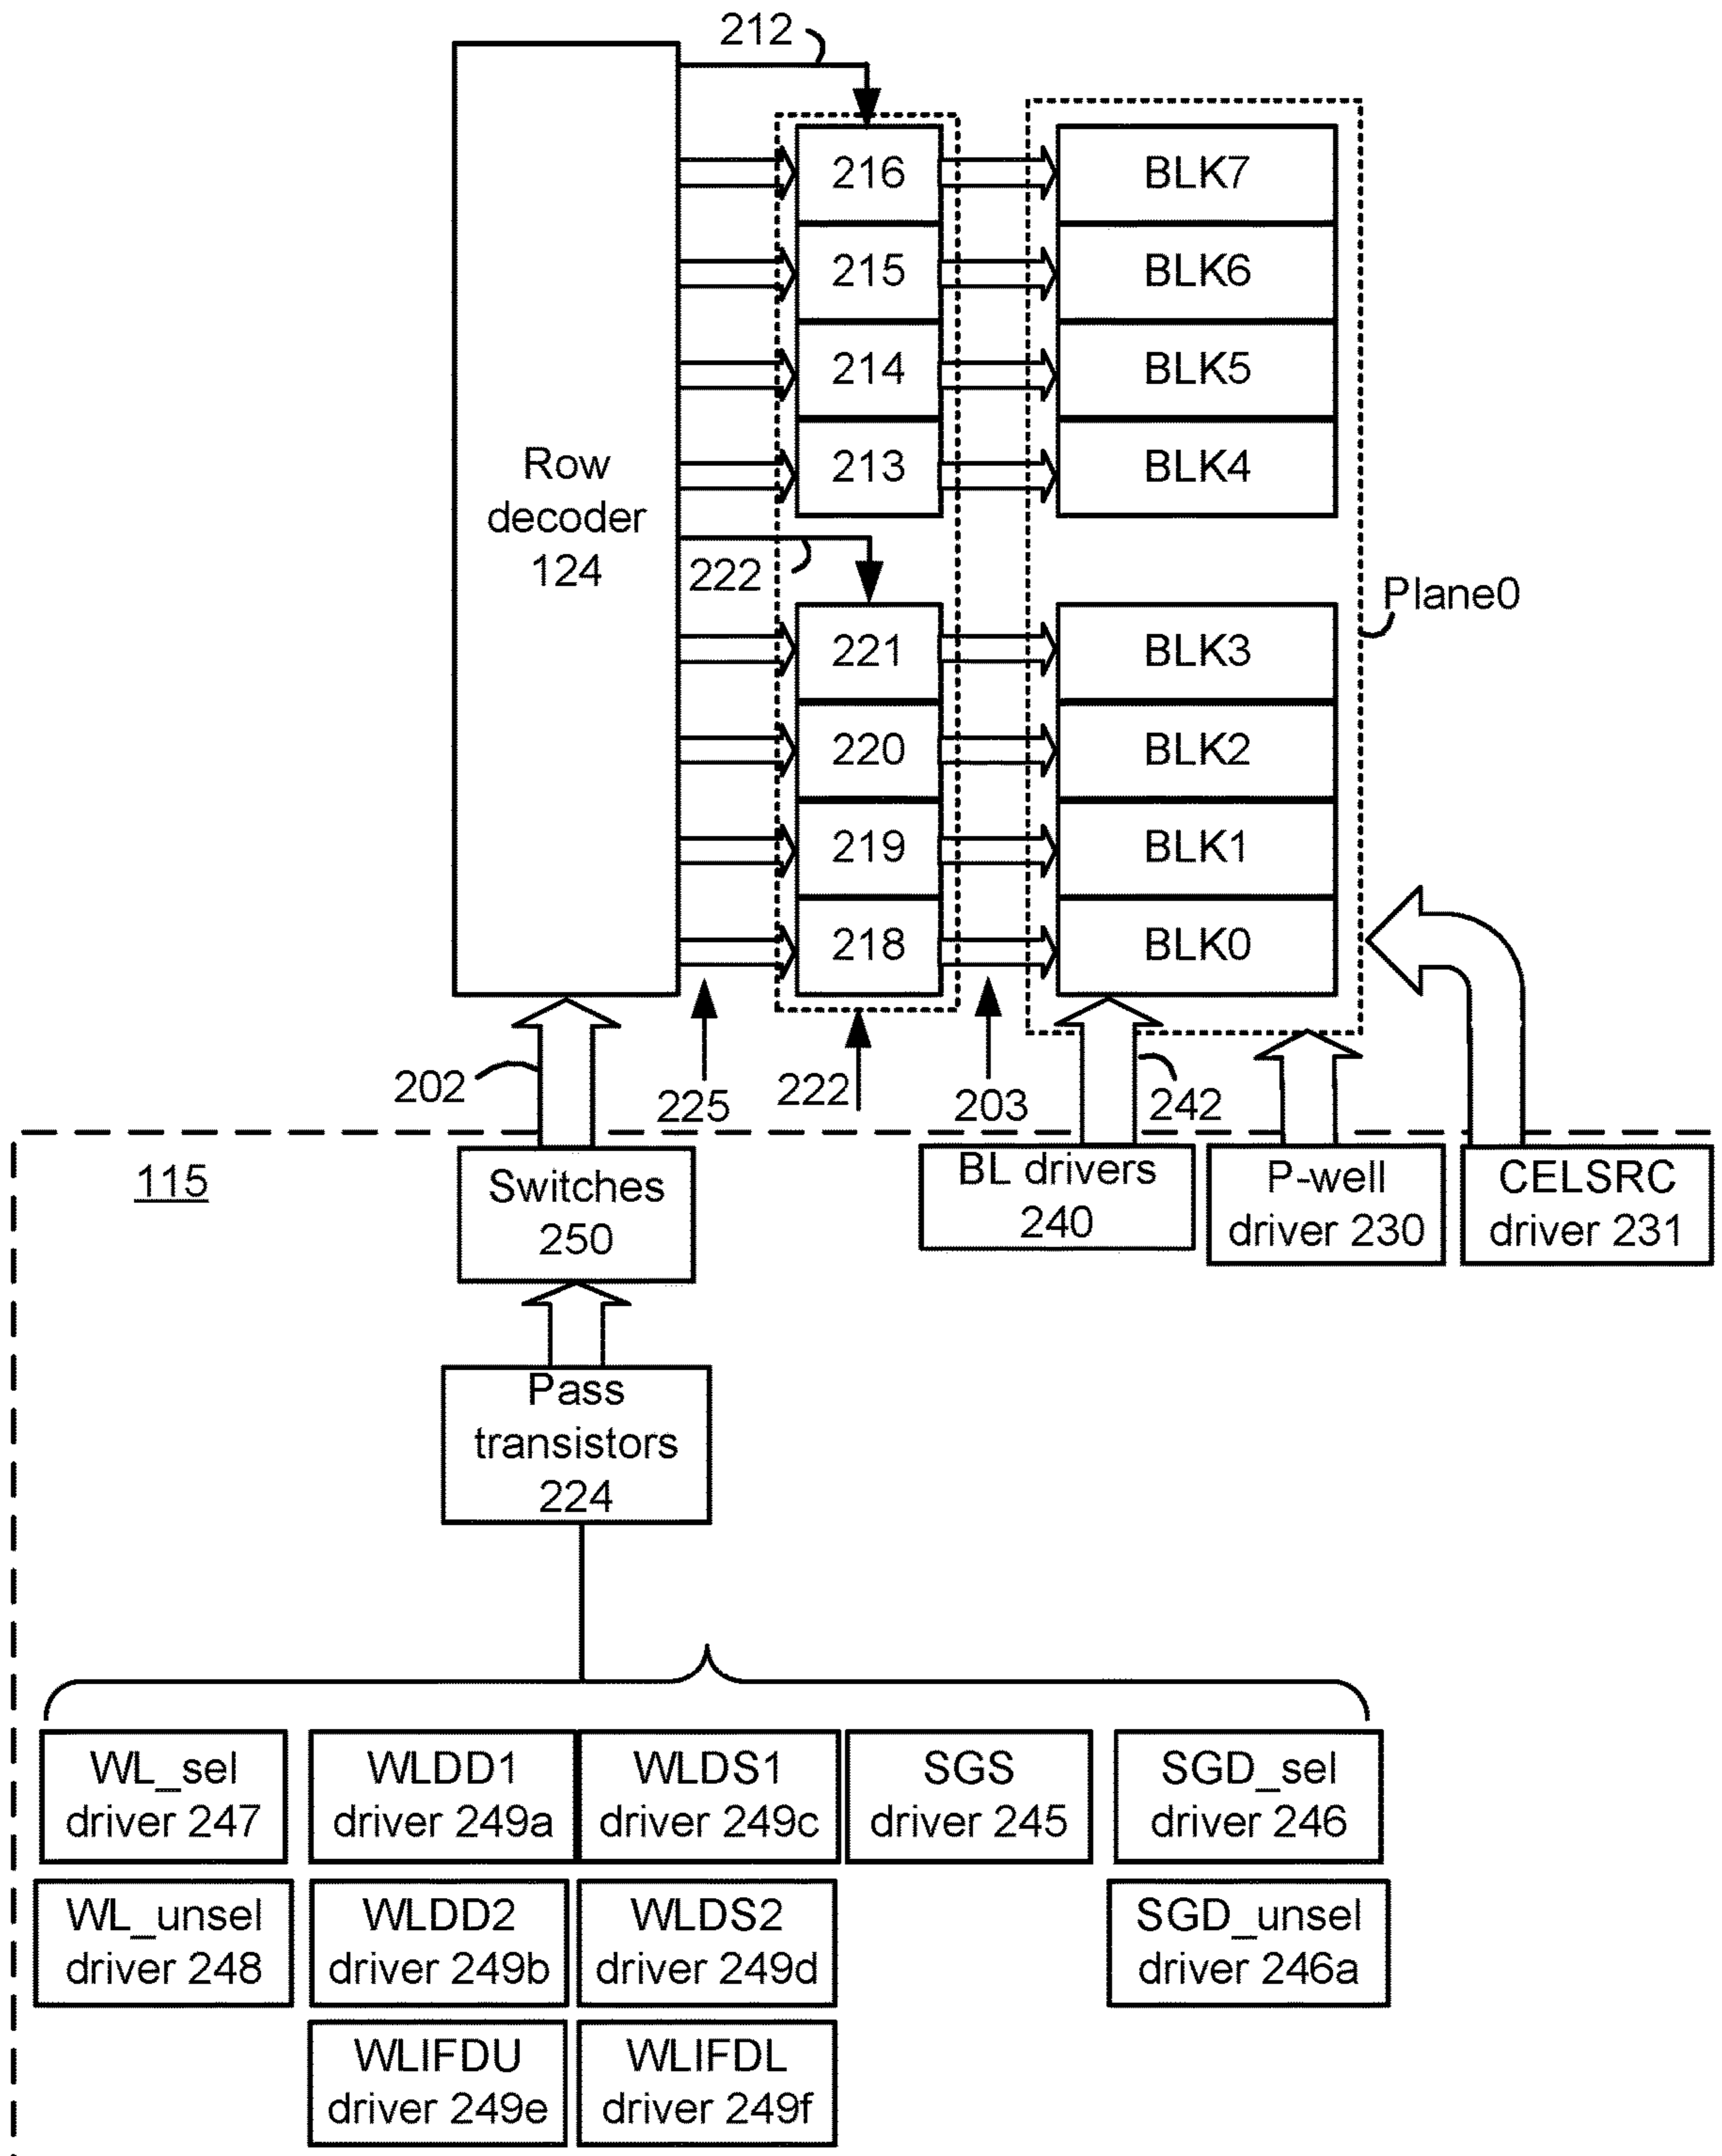 212
216
BLK7
215
BLK6
214
BLK5
213
BLK4
Row
decoder
124
222
221
BLK3
Plane0
220
BLK2
219
BLK1
218
BLK0
202
225
222
203
242
115
Switches
250
BL drivers
240
P-well
driver 230
CELSRC
driver 231
Pass
transistors
224
WL_sel
driver 247
WLDD1
driver 249a
WLDS1
driver 249c
SGS
driver 245
SGD_sel
driver 246
WL_unsel
driver 248
WLDD2
driver 249b
WLDS2
driver 249d
SGD_unsel
driver 246a
WLIFDU
driver 249e
WLIFDL
driver 249f